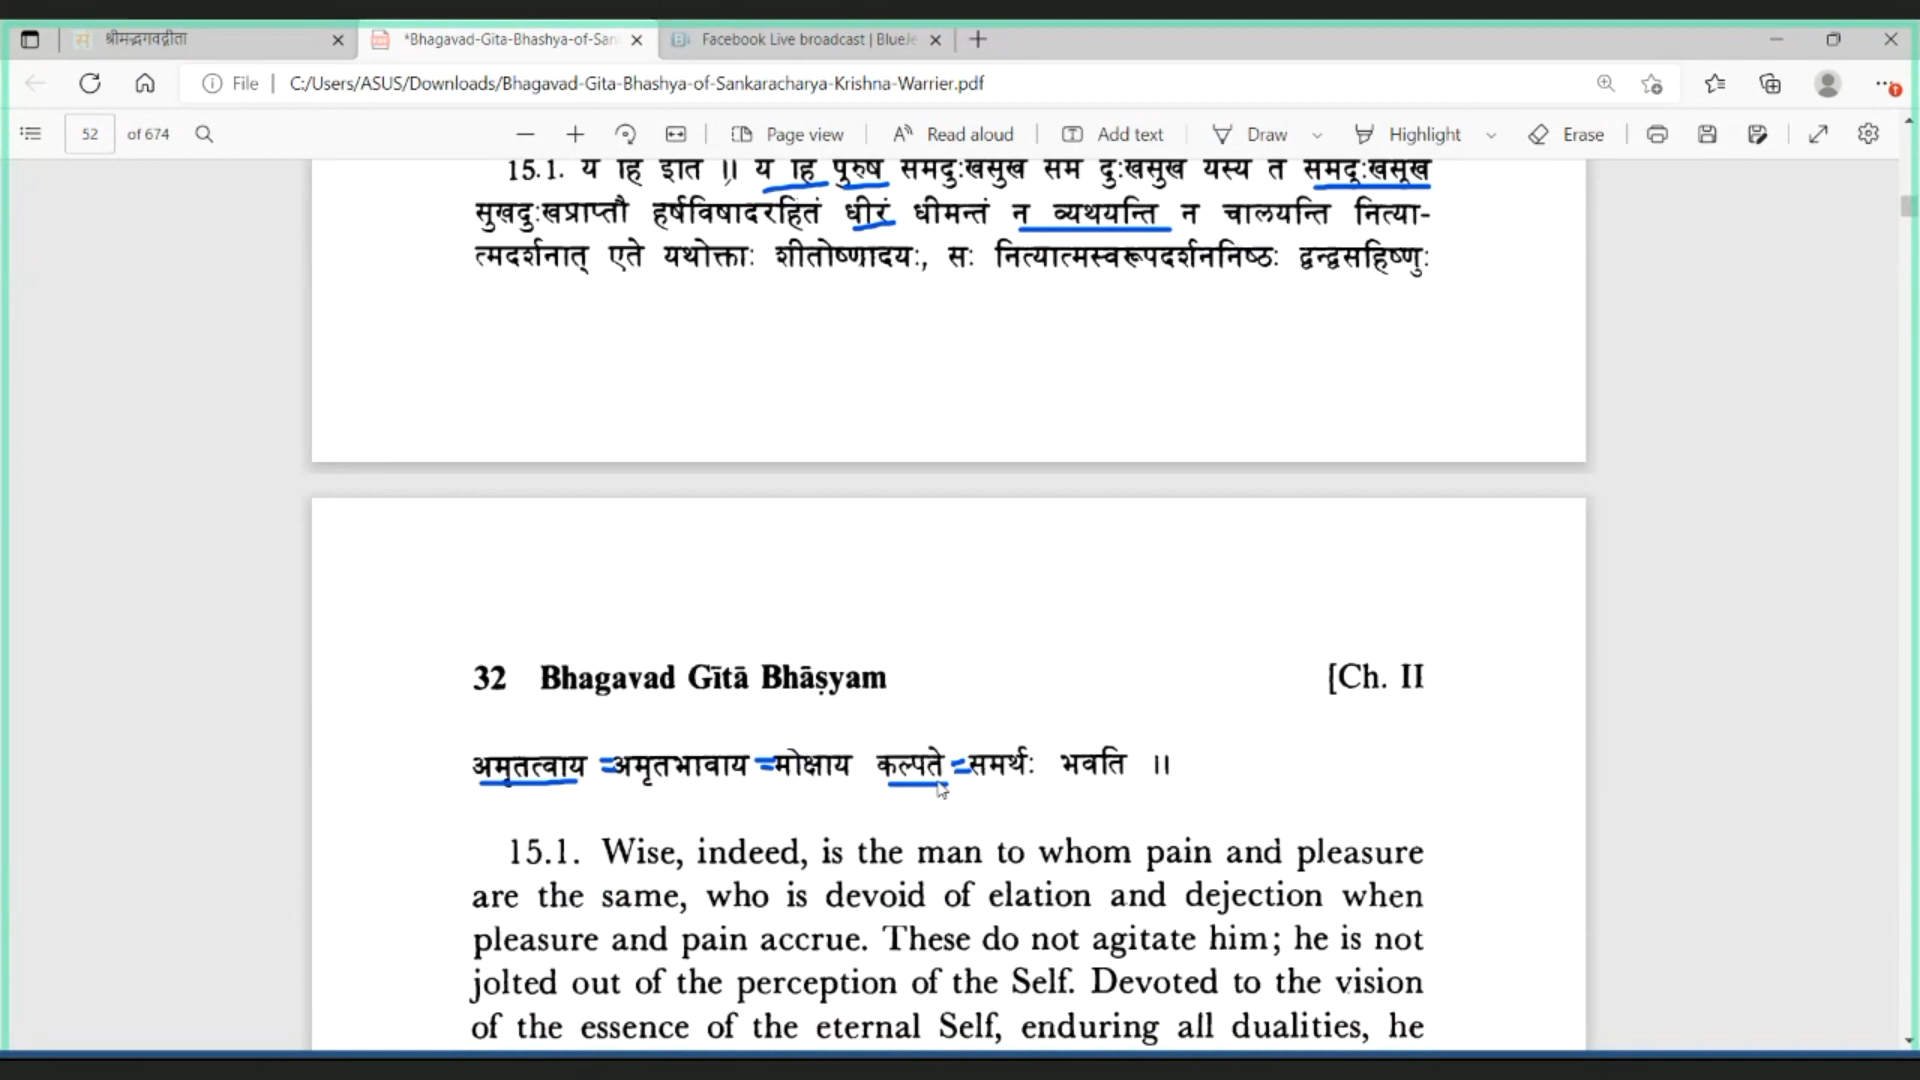 श्रीमद्भगवद्गीता
*Bhagavad-Gita-Bhashya-of-San
Facebook Live broadcast | BlueJe
File | C:/Users/ASUS/Downloads/Bhagavad-Gita-Bhashya-of-Sankaracharya-Krishna-Warrier.pdf
52 of 674 Page view Read aloud Add text Draw Highlight Erase
15.1. यं हि इति ॥ यं हि पुरुषं समदुःखसुखं समे दुःखसुखे यस्य तं समदुःखसुखं
सुखदुःखप्राप्तौ हर्षविषादरहितं धीरं धीमन्तं न व्यथयन्ति न चालयन्ति नित्या-
त्मदर्शनात् एते यथोक्ताः शीतोष्णादयः, सः नित्यात्मस्वरूपदर्शननिष्ठः द्वन्द्वसहिष्णुः
32 Bhagavad Gītā Bhāṣyam [Ch. II
अमृतत्वाय =अमृतभावाय =मोक्षाय कल्पते =समर्थः भवति ॥
15.1. Wise, indeed, is the man to whom pain and pleasure
are the same, who is devoid of elation and dejection when
pleasure and pain accrue. These do not agitate him; he is not
jolted out of the perception of the Self. Devoted to the vision
of the essence of the eternal Self, enduring all dualities, he